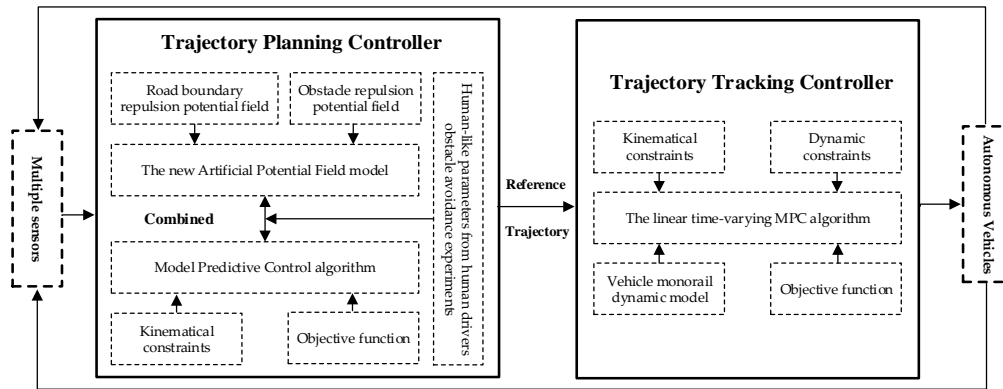 Multiple sensors
Trajectory Planning Controller
Road boundary
repulsion potential field
Obstacle repulsion
potential field
The new Artificial Potential Field model
Combined
Model Predictive Control algorithm
Kinematical
constraints
Objective function
Human-like parameters from human drivers
obstacle avoidance experiments
Reference
Trajectory
Trajectory Tracking Controller
Kinematical
constraints
Dynamic
constraints
The linear time-varying MPC algorithm
Vehicle monorail
dynamic model
Objective function
Autonomous Vehicles